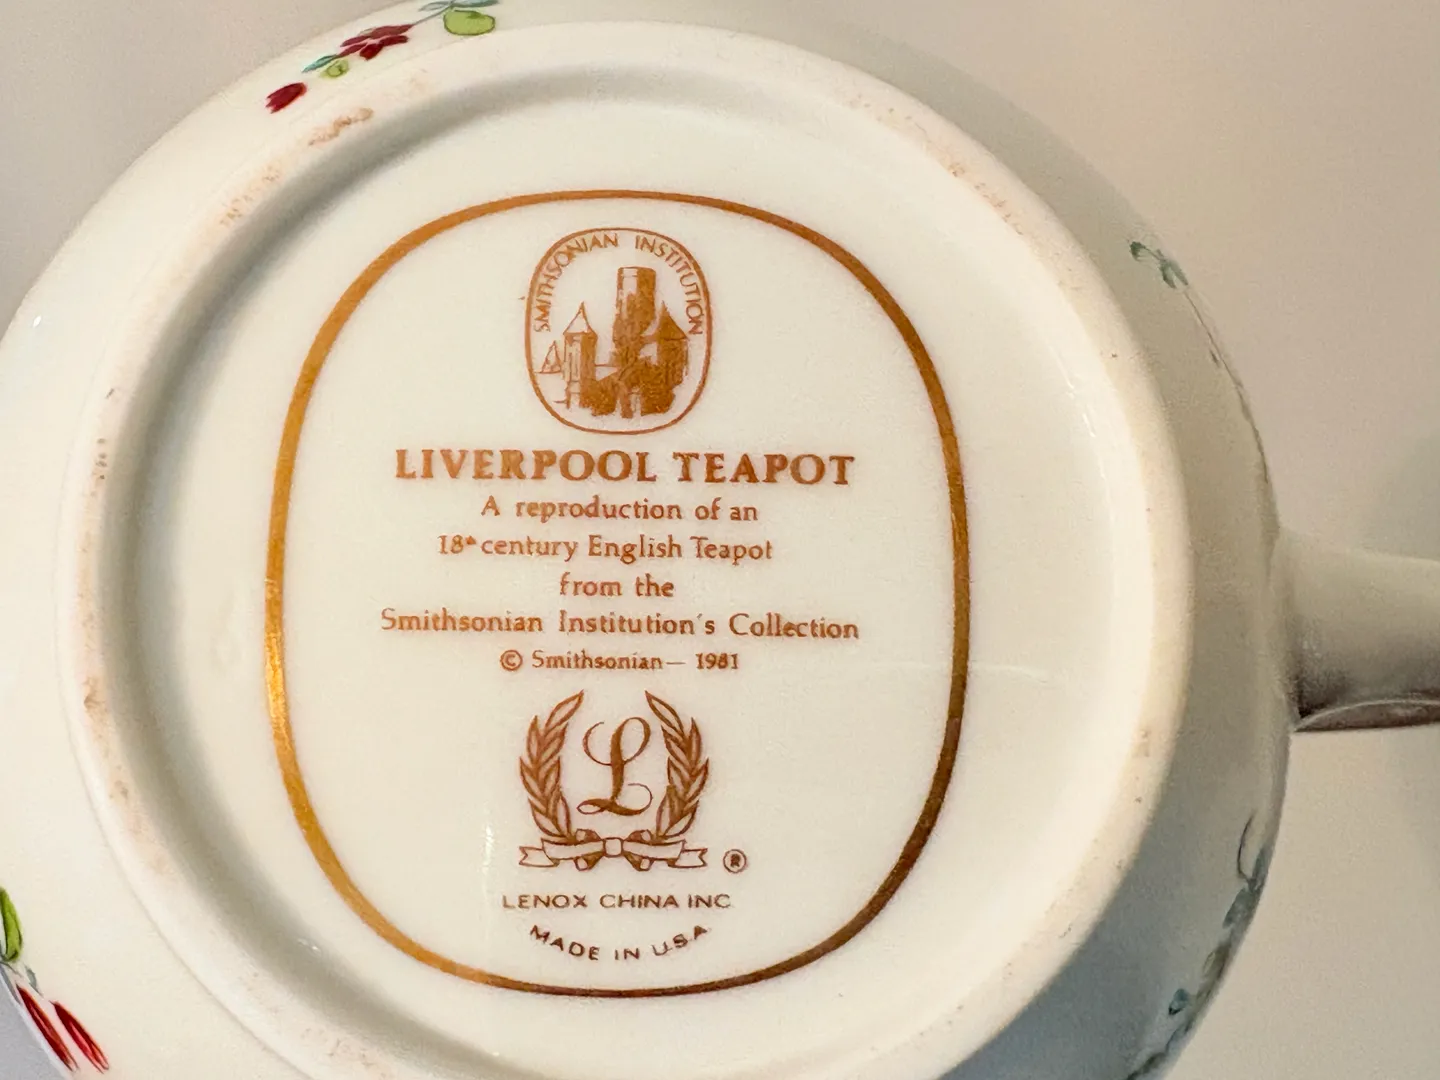 SMITHSONIAN INSTITUTION
LIVERPOOL TEAPOT
A reproduction of an
18th century English Teapot
from the
Smithsonian Institution's Collection
© Smithsonian — 1981
L
®
LENOX CHINA INC
MADE IN U.S.A.